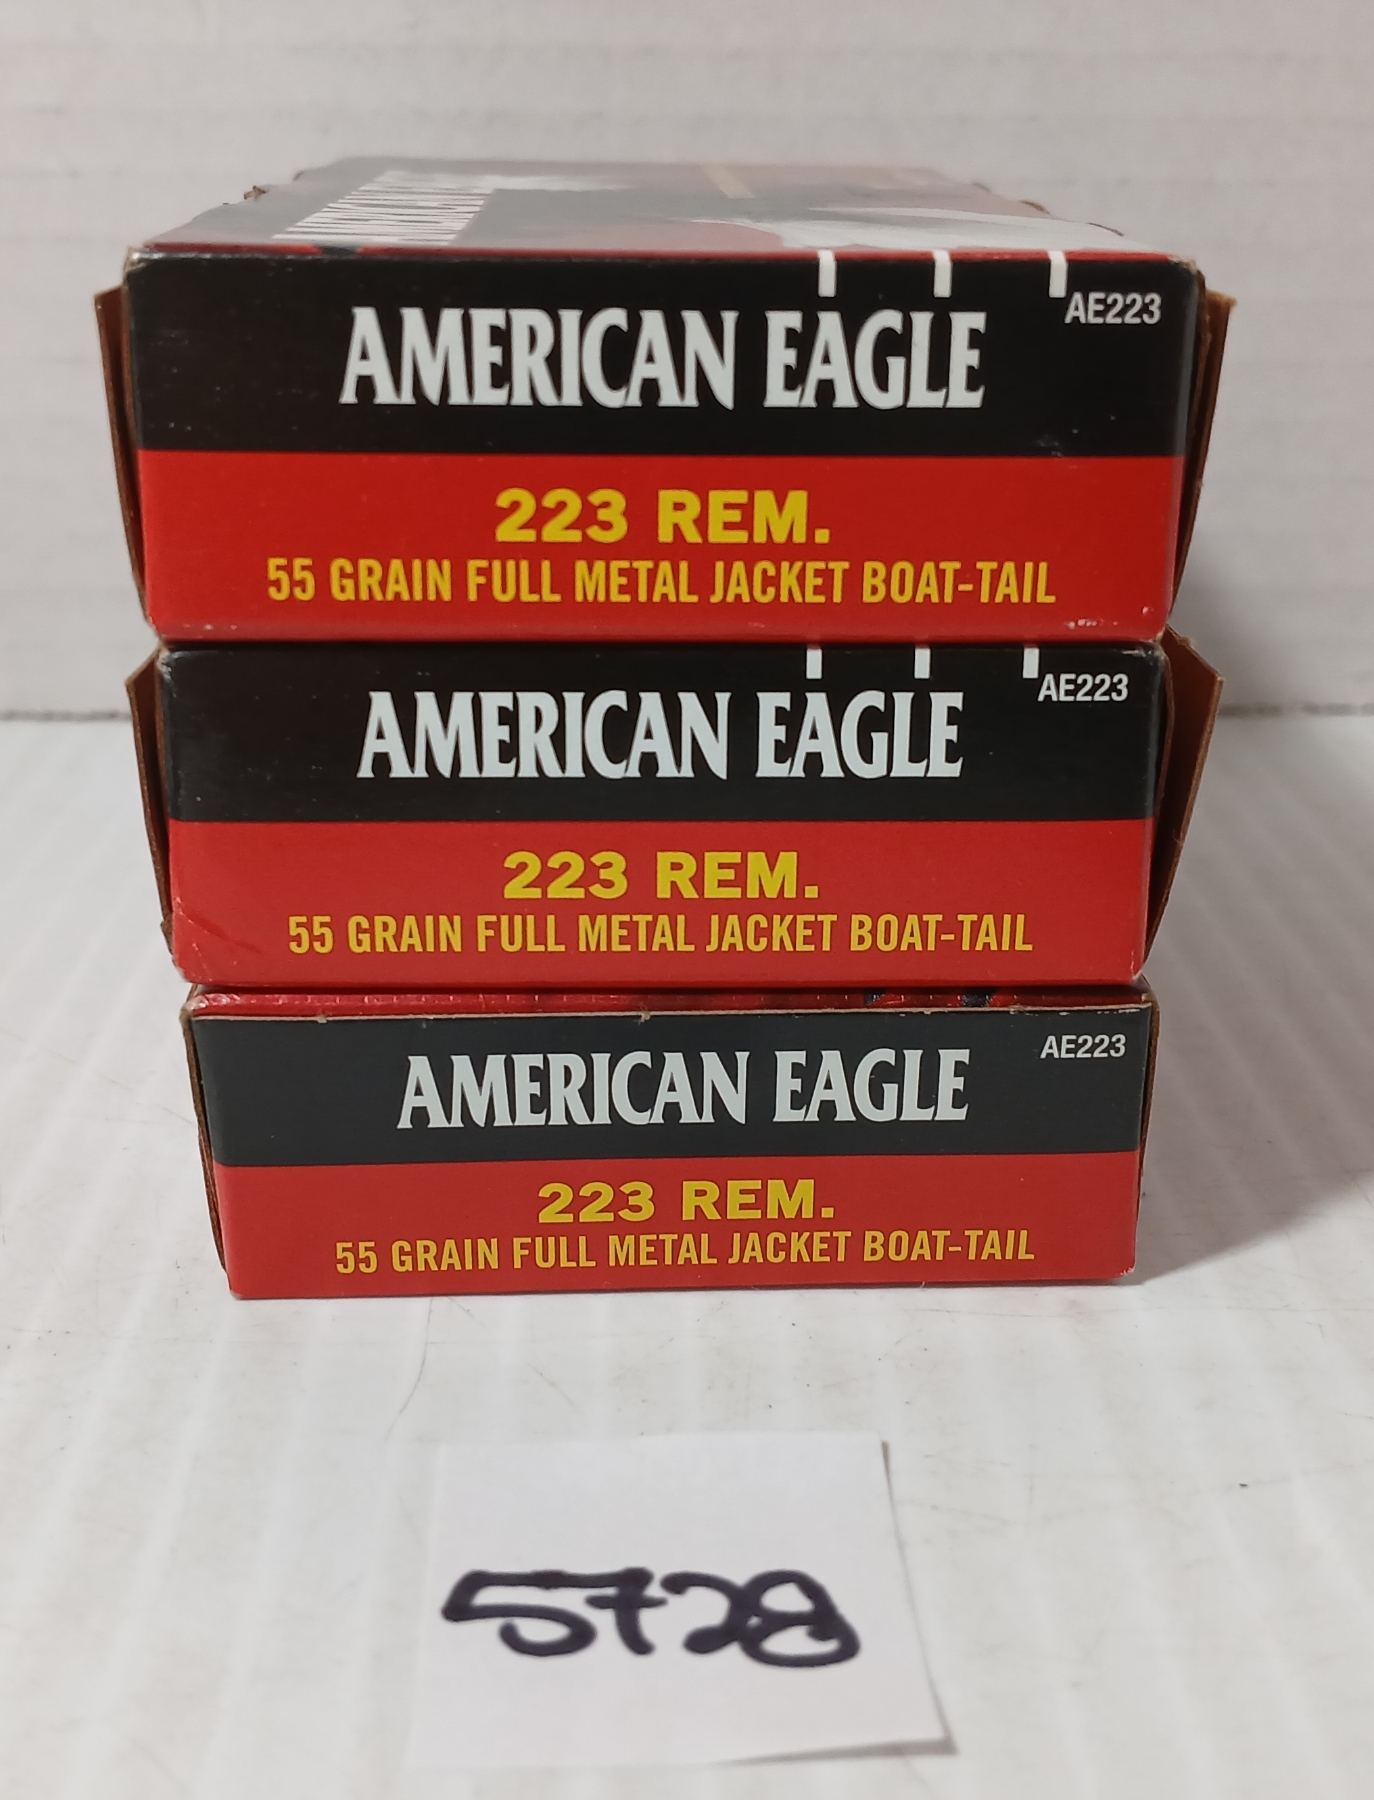 AMERICAN EAGLE
AE223
223 REM.
55 GRAIN FULL METAL JACKET BOAT-TAIL
AMERICAN EAGLE
AE223
223 REM.
55 GRAIN FULL METAL JACKET BOAT-TAIL
AMERICAN EAGLE
AE223
223 REM.
55 GRAIN FULL METAL JACKET BOAT-TAIL
5728